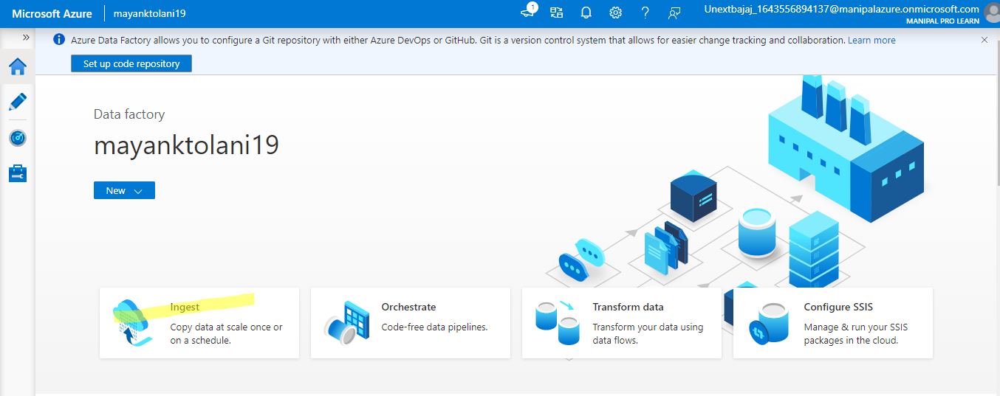 Microsoft Azure
mayanktolani19
1
Unextbajaj_1643556894137@manipalazure.onmicrosoft.com
MANIPAL PRO LEARN
Azure Data Factory allows you to configure a Git repository with either Azure DevOps or GitHub. Git is a version control system that allows for easier change tracking and collaboration. Learn more
Set up code repository
Data factory
mayanktolani19
New
Ingest
Copy data at scale once or
on a schedule.
Orchestrate
Code-free data pipelines.
Transform data
Transform your data using
data flows.
Configure SSIS
Manage & run your SSIS
packages in the cloud.